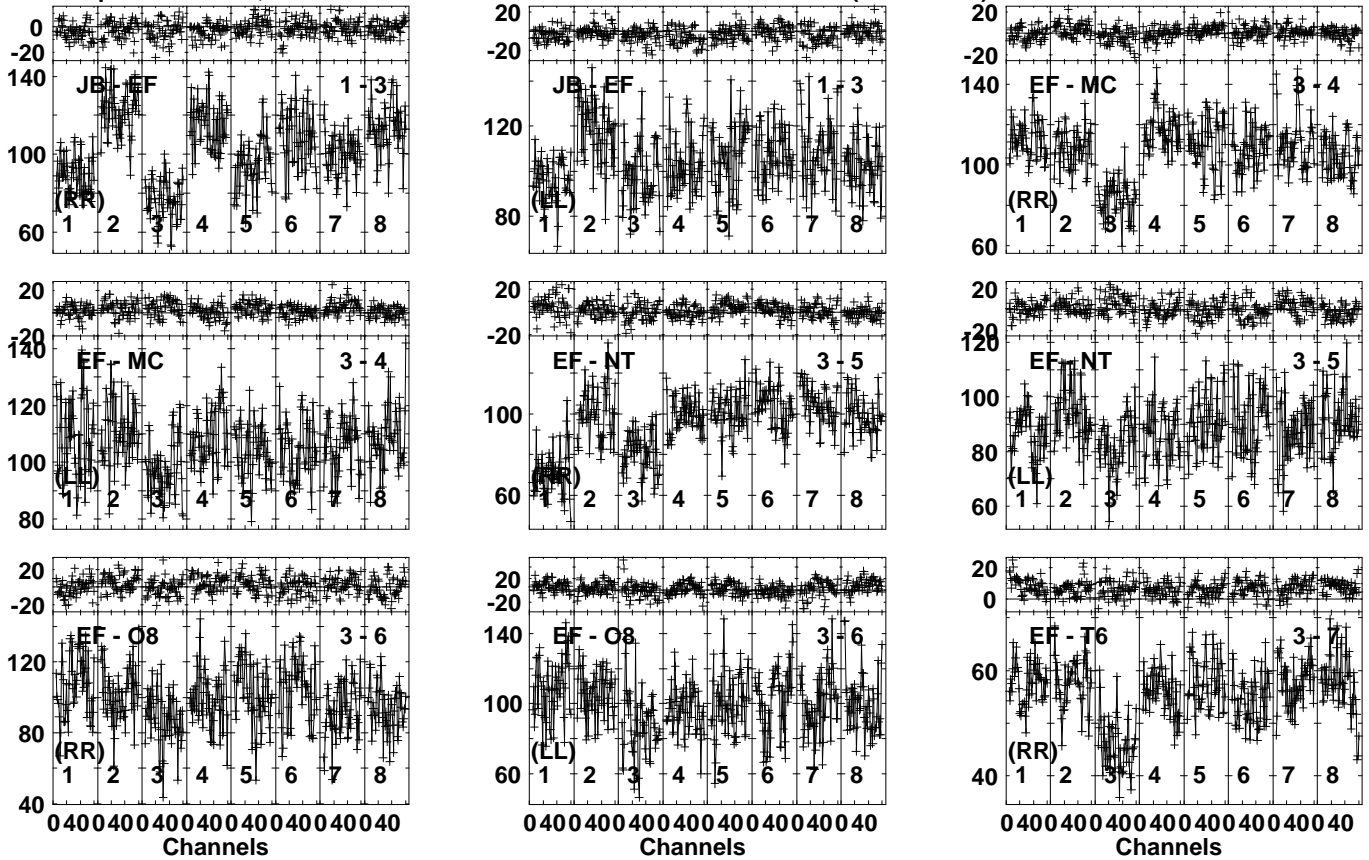 0 20 20
-20 -20 -20
140 JB - EF 1 - 3 JB - EF 1 - 3 140 EF - MC 3 - 4
120
100 100
(RR) (LL) 80 (RR)
60 1 2 3 4 5 6 7 8 1 2 3 4 5 6 7 8 60 1 2 3 4 5 6 7 8
20 20 20
-20 -20 -20
140 EF - MC 3 - 4 EF - NT 3 - 5 120 EF - NT 3 - 5
120 100 100
100 80
(LL) (RR) (LL)
80 1 2 3 4 5 6 7 8 60 1 2 3 4 5 6 7 8 60 1 2 3 4 5 6 7 8
20 20 20
-20 -20 0
EF - O8 3 - 6 140 EF - O8 3 - 6 EF - T6 3 - 7
120 60
80 100
(RR) (LL) (RR)
1 2 3 4 5 6 7 8 60 1 2 3 4 5 6 7 8 40 1 2 3 4 5 6 7 8
40
0 40 0 40 0 40 0 40 0 40 0 40 0 40 0 40 0 40 0 40 0 40 0 40 0 40 0 40 0 40 0 40 0 40 0 40 0 40 0 40 0 40 0 40 0 40 0 40
Channels Channels Channels